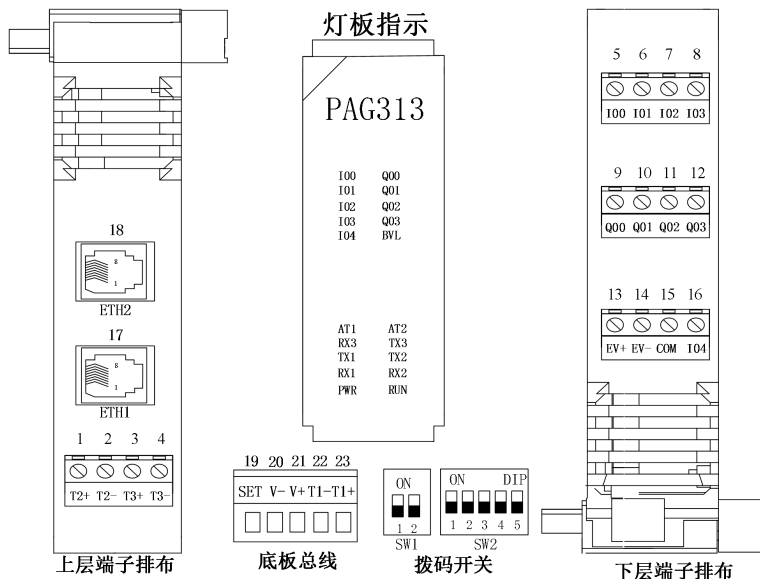 18
8
1
ETH2
17
8
1
ETH1
1 2 3 4
T2+ T2- T3+ T3-
上层端子排布
灯板指示
PAG313
I00 Q00
I01 Q01
I02 Q02
I03 Q03
I04 BVL
AT1 AT2
RX3 TX3
TX1 TX2
RX1 RX2
PWR RUN
19 20 21 22 23
SET V- V+ T1- T1+
底板总线
ON
1 2
SW1
ON DIP
1 2 3 4 5
SW2
拨码开关
5 6 7 8
I00 I01 I02 I03
9 10 11 12
Q00 Q01 Q02 Q03
13 14 15 16
EV+ EV- COM I04
下层端子排布